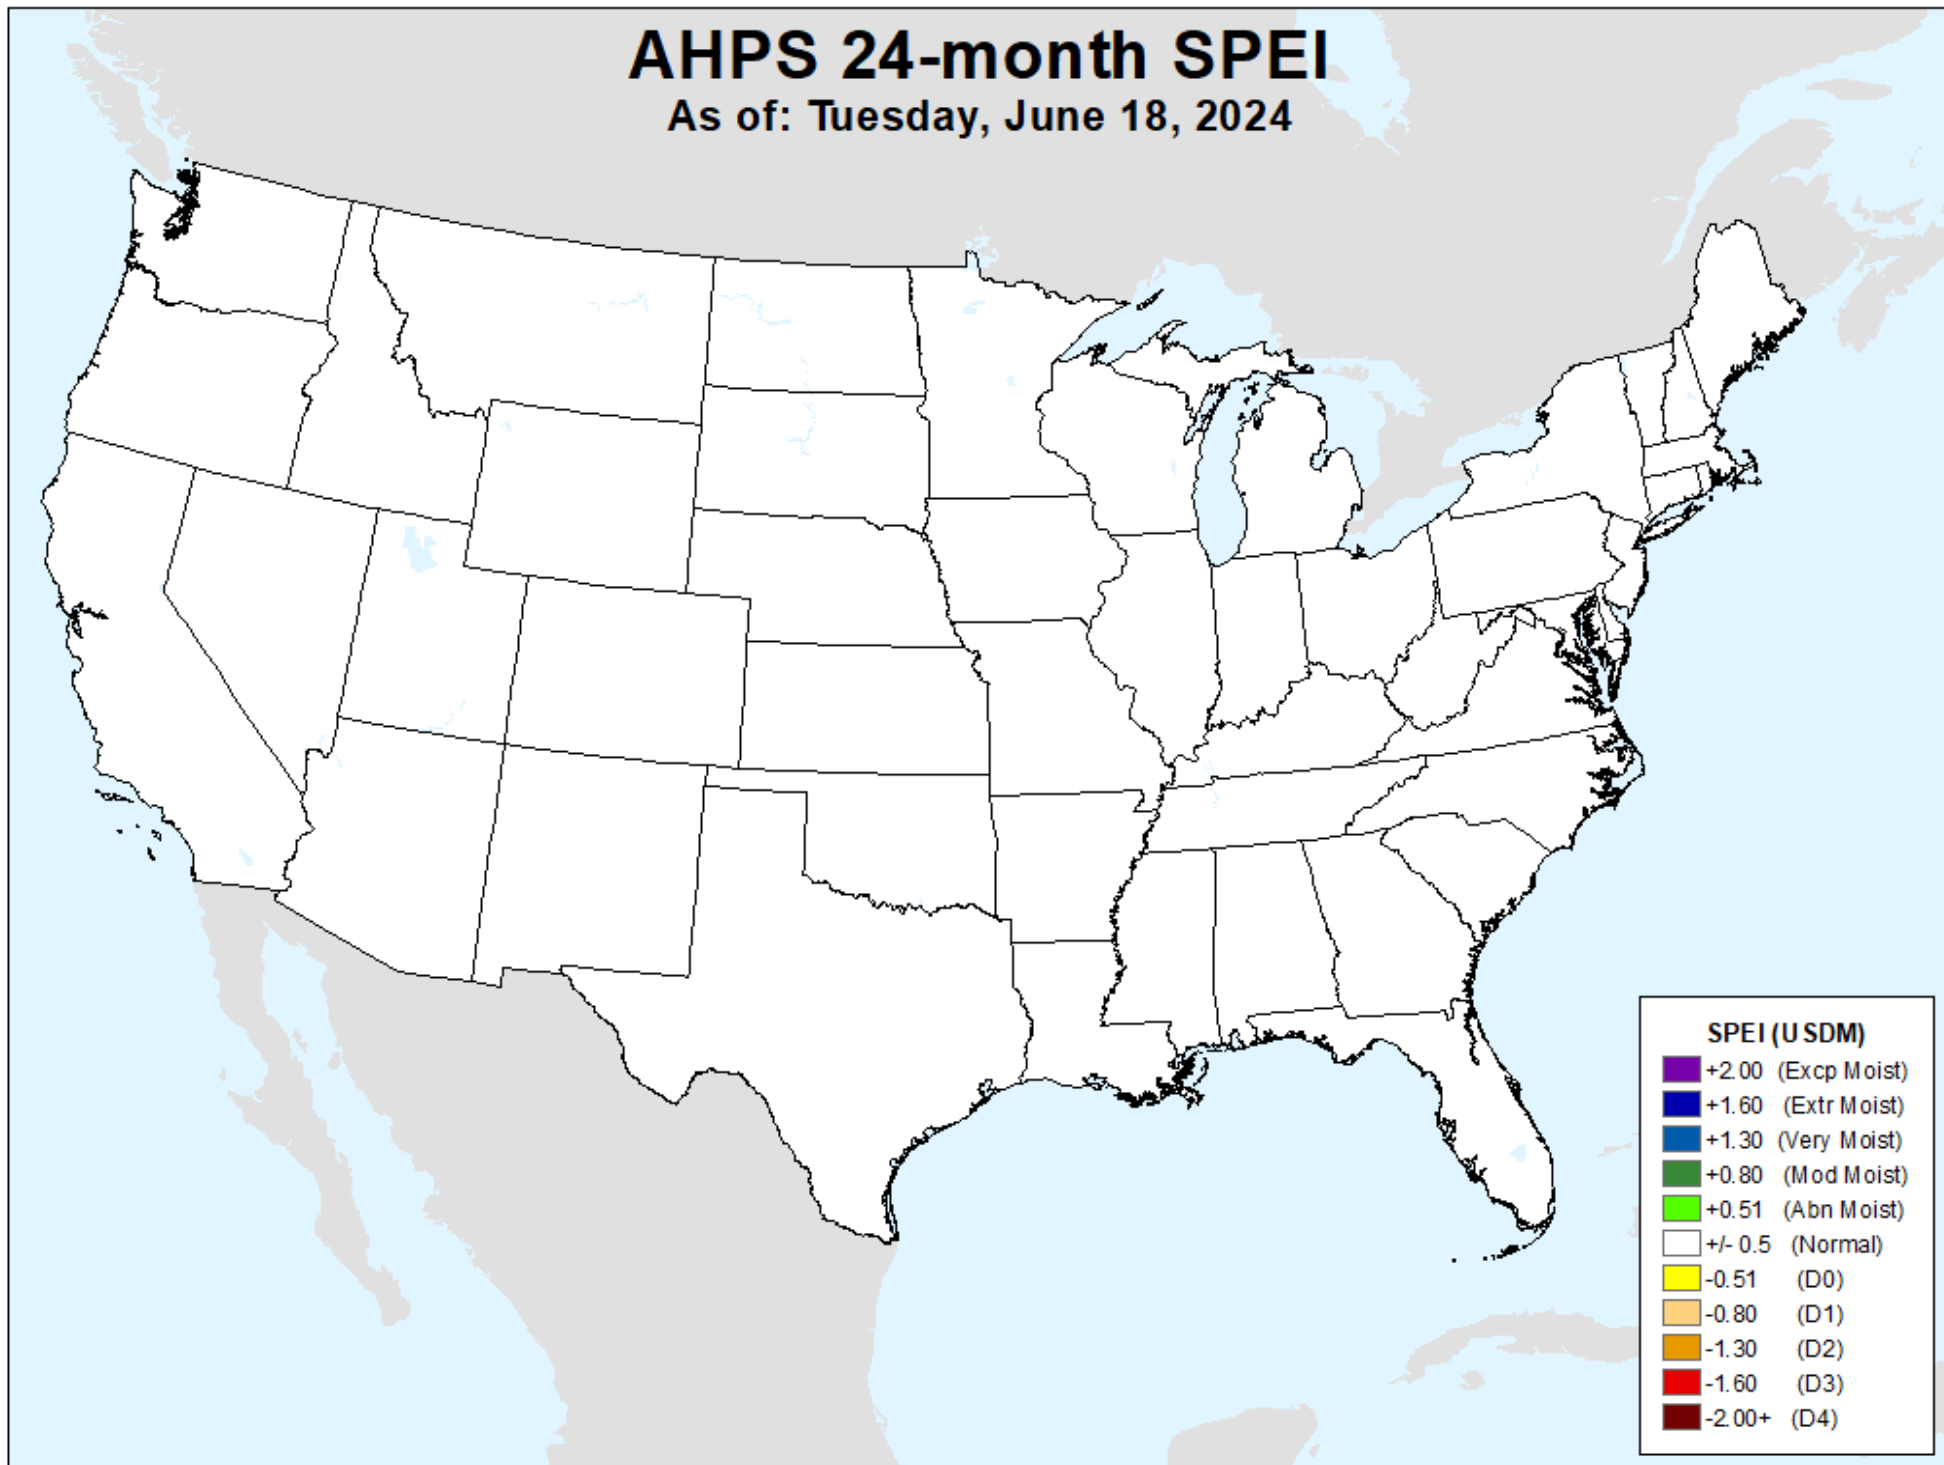 AHPS 24-month SPEI
As of: Tuesday, June 18, 2024
SPEI (USDM)
+2.00 (Excp Moist)
+1.60 (Extr Moist)
+1.30 (Very Moist)
+0.80 (Mod Moist)
+0.51 (Abn Moist)
+/- 0.5 (Normal)
-0.51 (D0)
-0.80 (D1)
-1.30 (D2)
-1.60 (D3)
-2.00+ (D4)